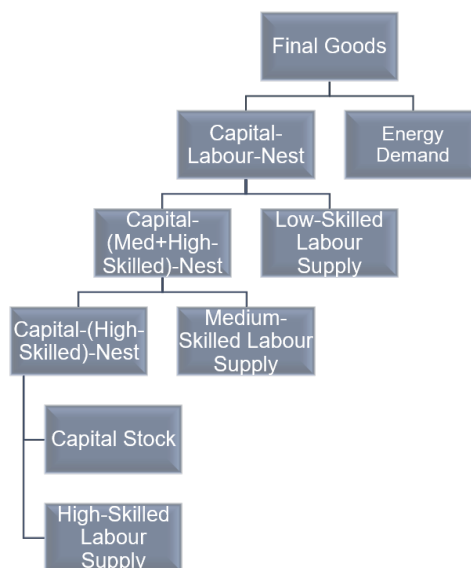 Final Goods
Capital-
Labour-Nest
Energy
Demand
Capital-
(Med+High-
Skilled)-Nest
Low-Skilled
Labour
Supply
Capital-(High-
Skilled)-Nest
Medium-
Skilled Labour
Supply
Capital Stock
High-Skilled
Labour
Supply